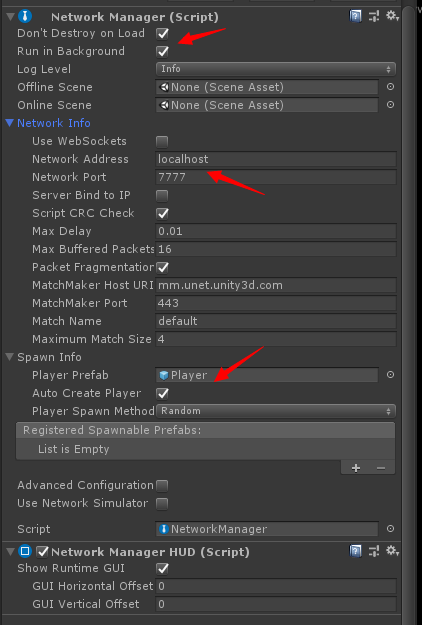 Network Manager (Script)
Don't Destroy on Load
Run in Background
Log Level Info
Offline Scene None (Scene Asset)
Online Scene None (Scene Asset)
Network Info
Use WebSockets
Network Address localhost
Network Port 7777
Server Bind to IP
Script CRC Check
Max Delay 0.01
Max Buffered Packets 16
Packet Fragmentation
MatchMaker Host URI mm.unet.unity3d.com
MatchMaker Port 443
Match Name default
Maximum Match Size 4
Spawn Info
Player Prefab Player
Auto Create Player
Player Spawn Method Random
Registered Spawnable Prefabs:
List is Empty
Advanced Configuration
Use Network Simulator
Script NetworkManager
Network Manager HUD (Script)
Show Runtime GUI
GUI Horizontal Offset 0
GUI Vertical Offset 0